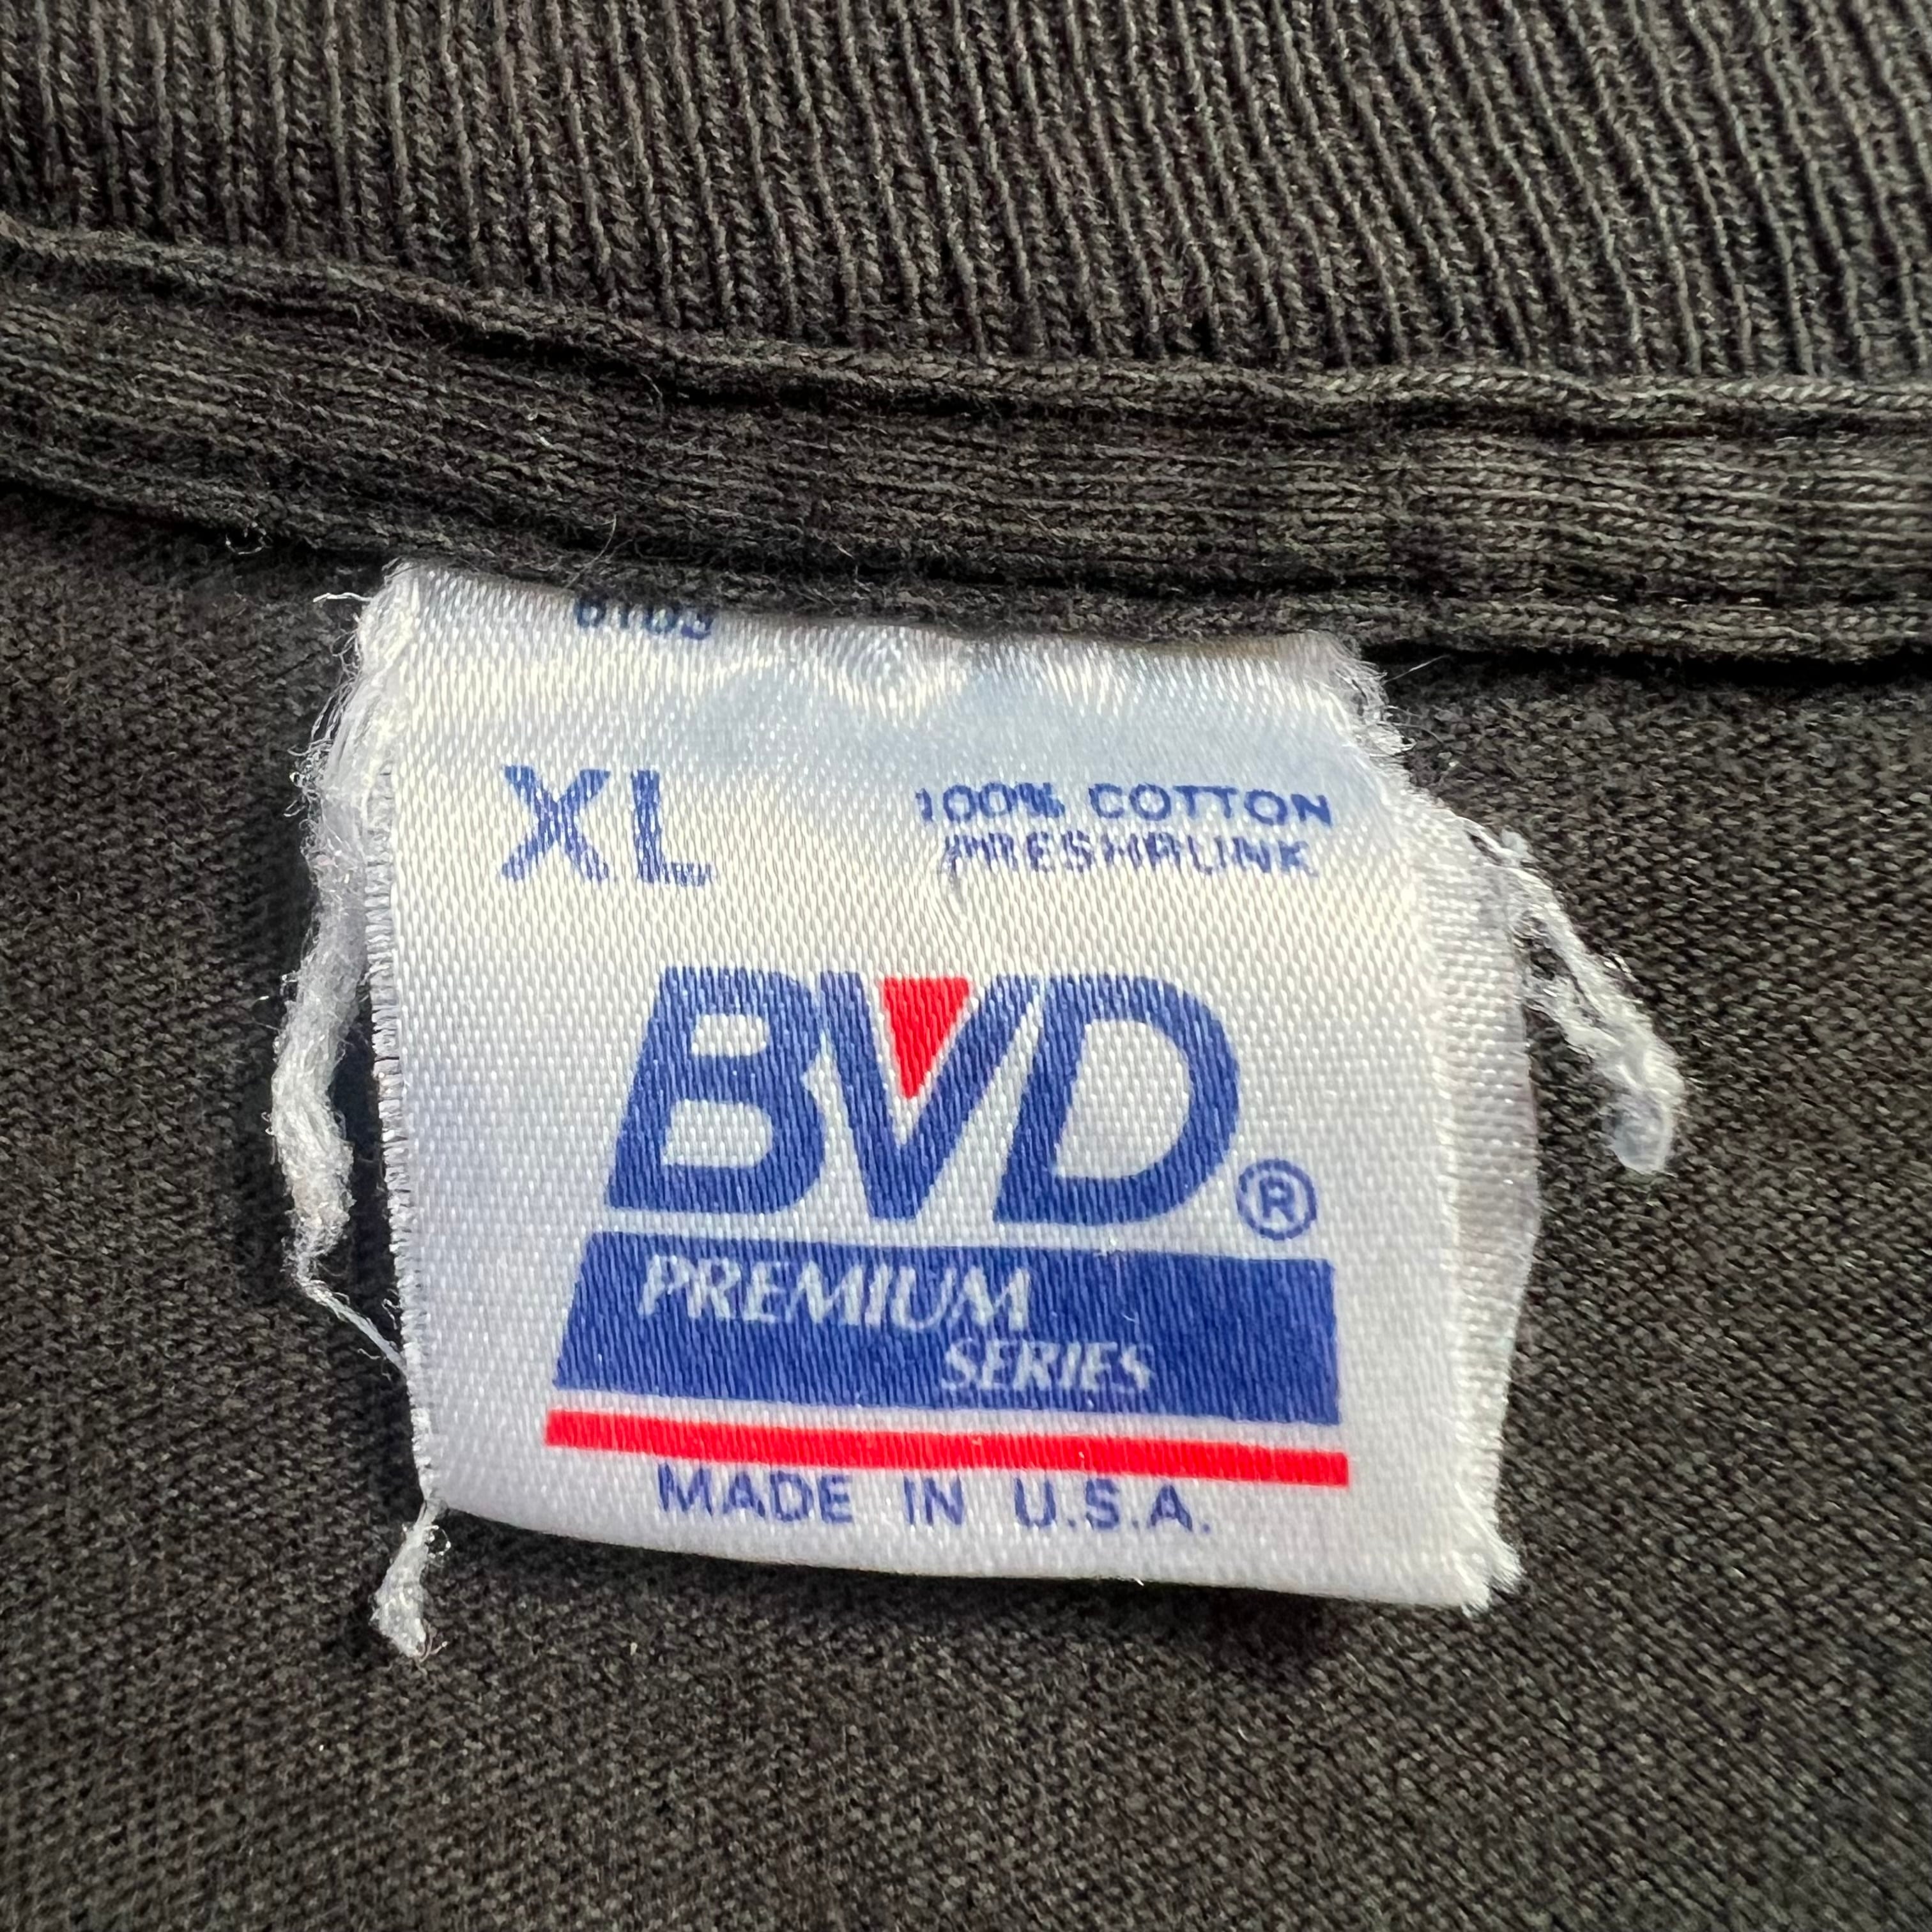 XL
100% COTTON
PRESHRUNK
BVD®
PREMIUM
SERIES
MADE IN U.S.A.